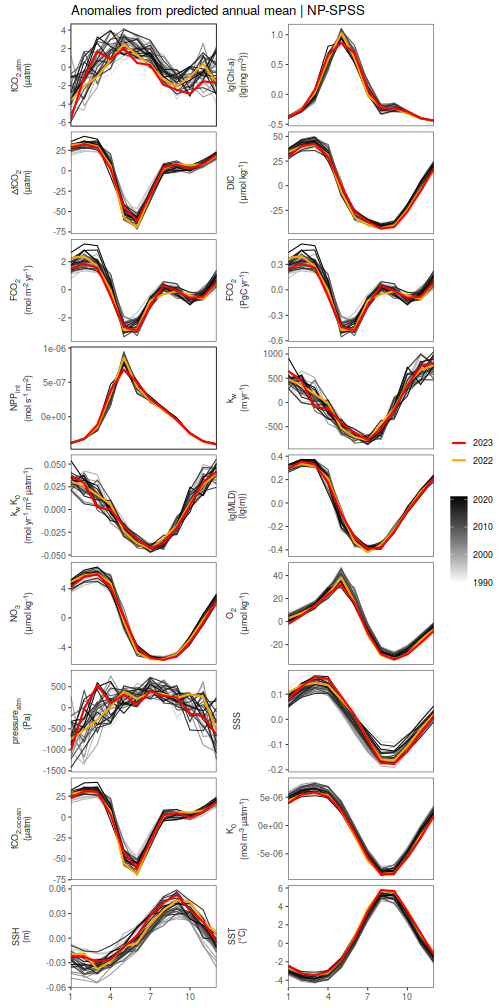 Anomalies from predicted annual mean | NP-SPSS
fCO2,atm
(µatm)
4
2
0
-2
-4
-6
lg(Chl-a)
(lg(mg m⁻³))
1.0
0.5
0.0
-0.5
ΔfCO2
(µatm)
25
0
-25
-50
-75
DIC
(µmol kg⁻¹)
50
25
0
-25
FCO2
(mol m⁻² yr⁻¹)
2
0
-2
FCO2
(PgC yr⁻¹)
0.3
0.0
-0.3
-0.6
NPPint
(mol s⁻¹ m⁻²)
1e-06
5e-07
0e+00
kw
(m yr⁻¹)
1000
500
0
-500
kw K0
(mol yr⁻¹ m⁻² µatm⁻¹)
0.050
0.025
0.000
-0.025
-0.050
lg(MLD)
(lg(m))
0.4
0.2
0.0
-0.2
-0.4
NO3
(µmol kg⁻¹)
4
0
-4
O2
(µmol kg⁻¹)
40
20
0
-20
pressureatm
(Pa)
500
0
-500
-1000
-1500
SSS
0.1
0.0
-0.1
-0.2
fCO2,ocean
(µatm)
25
0
-25
-50
-75
K0
(mol m⁻³ µatm⁻¹)
5e-06
0e+00
-5e-06
SSH
(m)
0.06
0.03
0.00
-0.03
-0.06
SST
(°C)
6
4
2
0
-2
-4
1 4 7 10
1 4 7 10
2023
2022
2020
2010
2000
1990